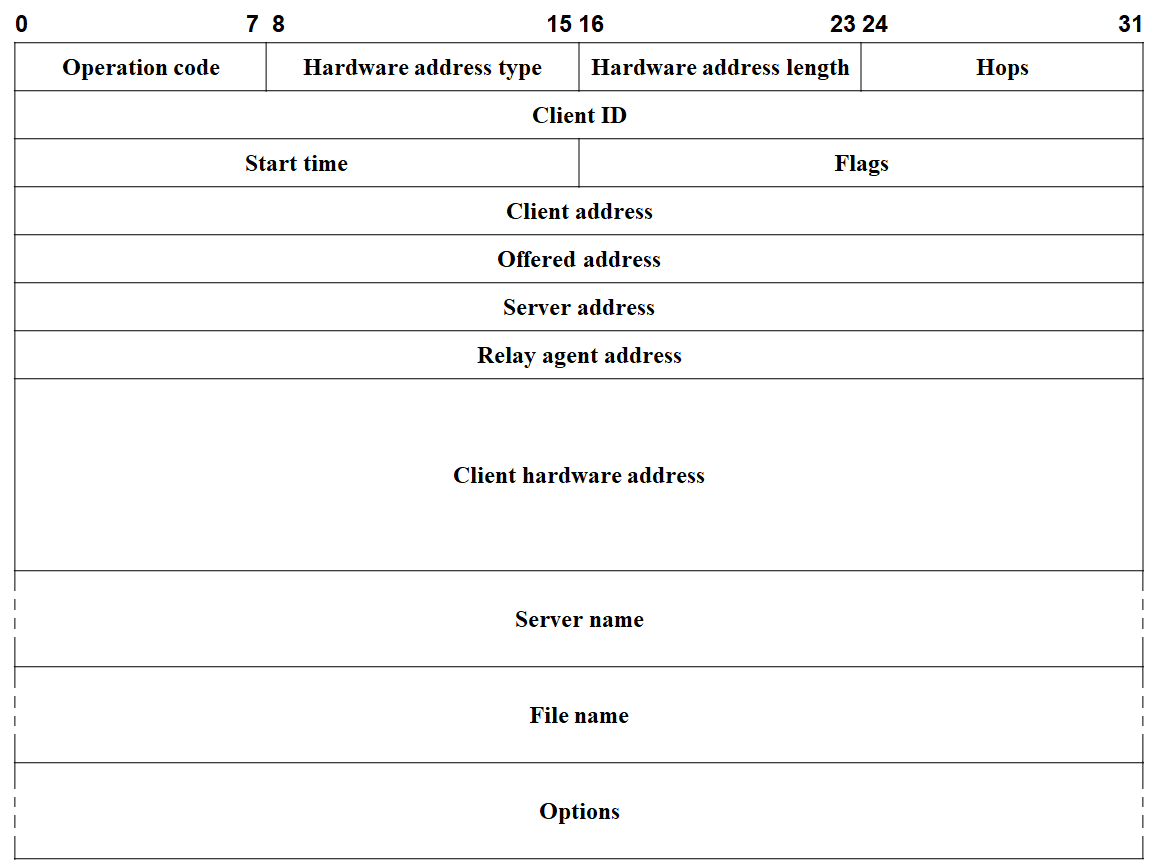 0 7 8 15 16 23 24 31
Operation code Hardware address type Hardware address length Hops
Client ID
Start time Flags
Client address
Offered address
Server address
Relay agent address
Client hardware address
Server name
File name
Options